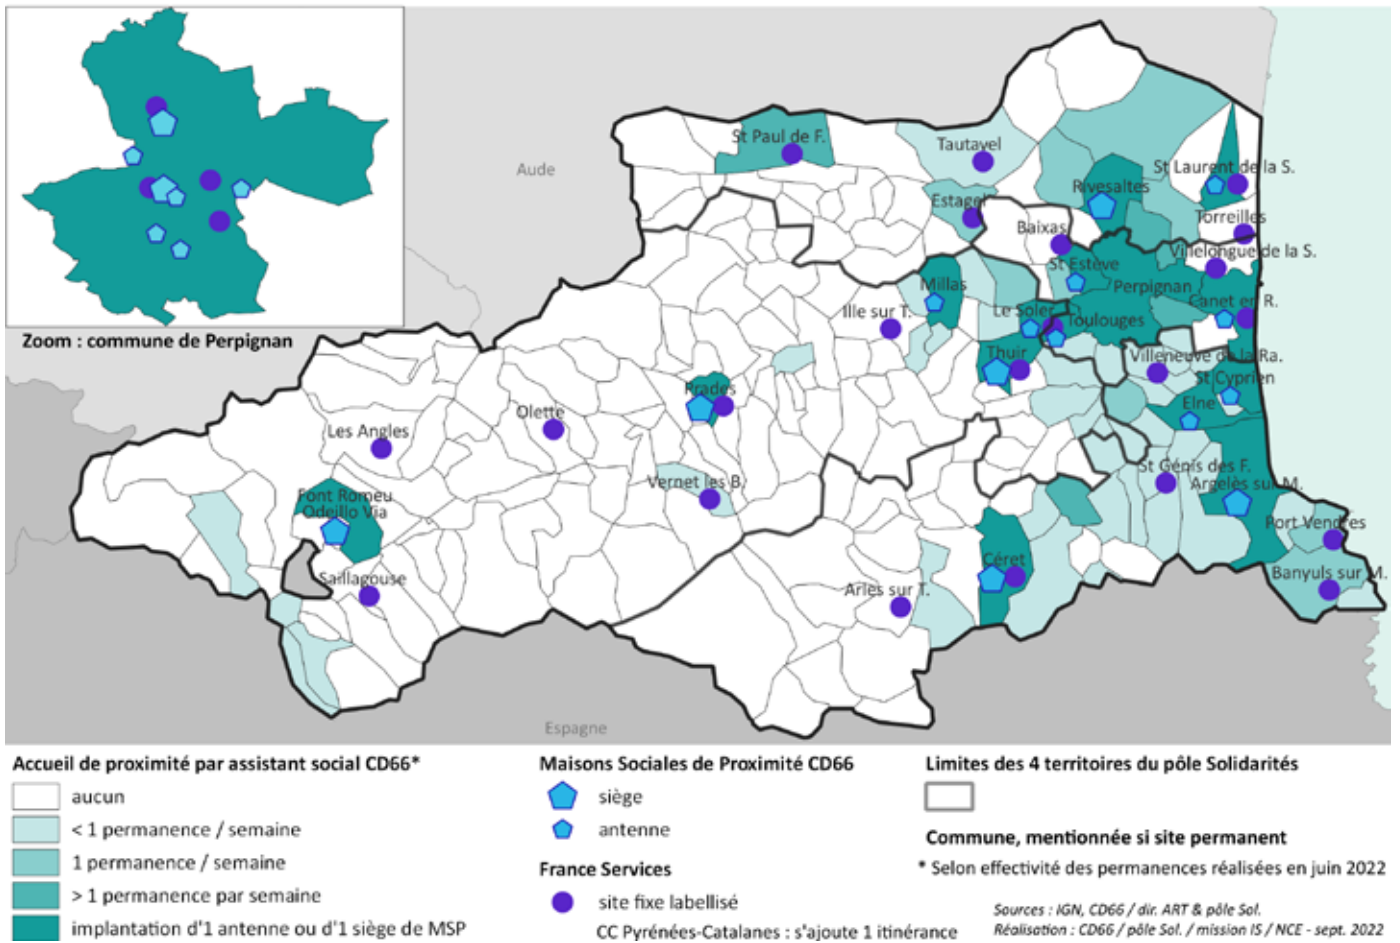 Aude
St Paul de F.
Tautavel
St Laurent de la S.
Rivesaltes
Estagel
Torreilles
Baixas
Villelongue de la S.
St Estève
Millas
Perpignan
Canet en R.
Ille sur T.
Le Soler
Toulouges
Zoom : commune de Perpignan
Thuir
Villeneuve de la Ra.
St Cyprien
Prades
Elne
Olette
Les Angles
St Génis des F.
Vernet les B.
Argelès sur M.
Font Romeu
Odeillo Via
Port Vendres
Céret
Saillagouse
Banyuls sur M.
Arles sur T.
Espagne
Accueil de proximité par assistant social CD66*
aucun
< 1 permanence / semaine
1 permanence / semaine
> 1 permanence par semaine
implantation d'1 antenne ou d'1 siège de MSP
Maisons Sociales de Proximité CD66
siège
antenne
France Services
site fixe labellisé
CC Pyrénées-Catalanes : s'ajoute 1 itinérance
Limites des 4 territoires du pôle Solidarités
Commune, mentionnée si site permanent
* Selon effectivité des permanences réalisées en juin 2022
Sources : IGN, CD66 / dir. ART & pôle Sol.
Réalisation : CD66 / pôle Sol. / mission IS / NCE - sept. 2022